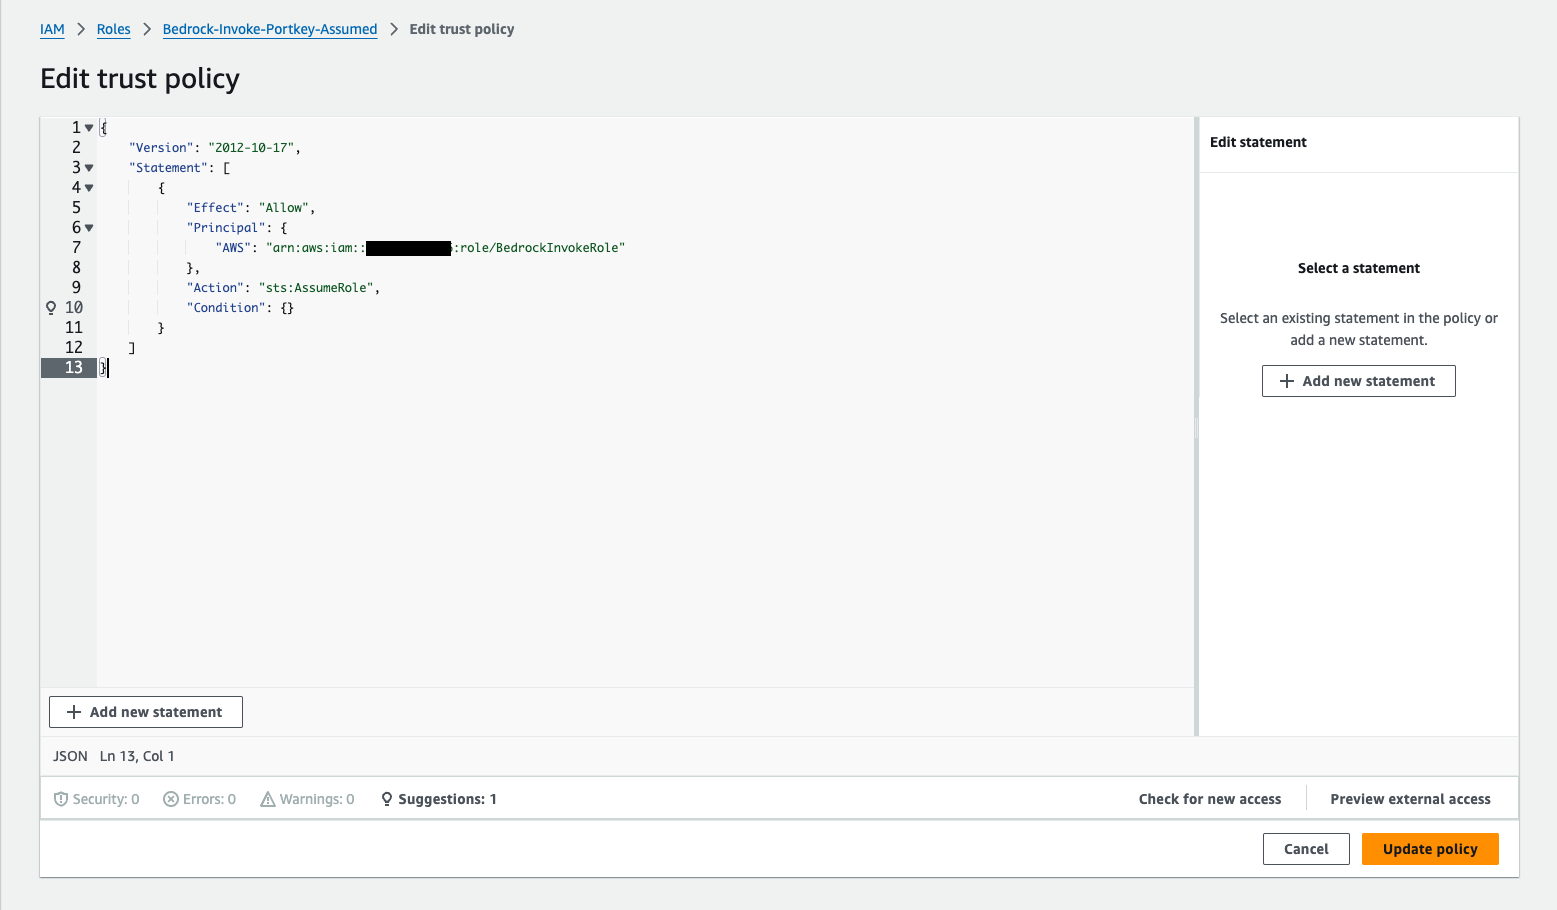 IAM > Roles > Bedrock-Invoke-Portkey-Assumed > Edit trust policy
Edit trust policy
1 {
2 "Version": "2012-10-17",
3 "Statement": [
4 {
5 "Effect": "Allow",
6 "Principal": {
7 "AWS": "arn:aws:iam:: :role/BedrockInvokeRole"
8 },
9 "Action": "sts:AssumeRole",
10 "Condition": {}
11 }
12 ]
13 }
Edit statement
Select a statement
Select an existing statement in the policy or
add a new statement.
+ Add new statement
+ Add new statement
JSON Ln 13, Col 1
Security: 0 Errors: 0 Warnings: 0 Suggestions: 1 Check for new access Preview external access
Cancel Update policy